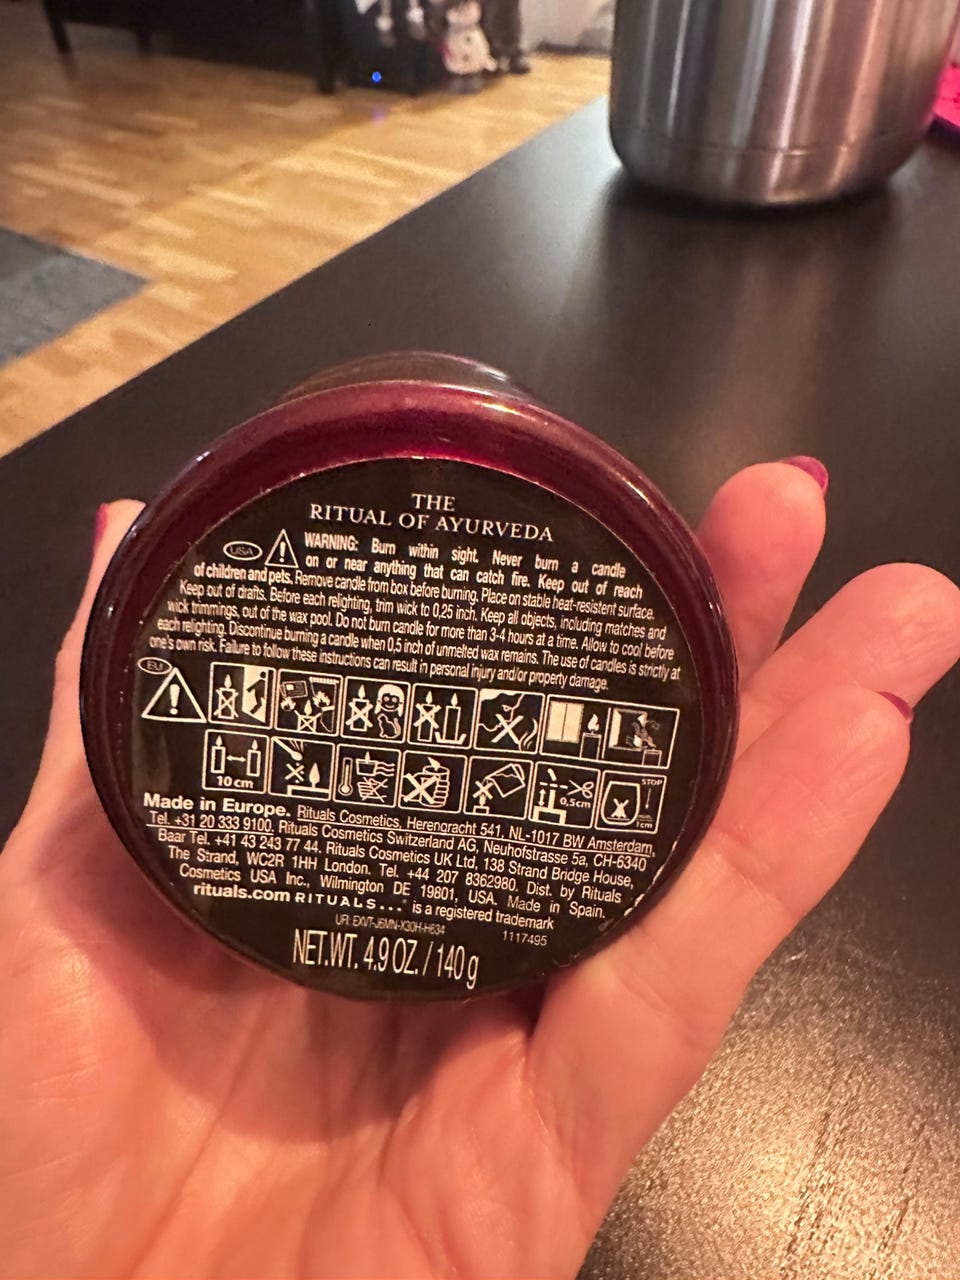 THE
RITUAL OF AYURVEDA
USA WARNING: Burn within sight. Never burn a candle
on or near anything that can catch fire. Keep out of reach
of children and pets. Remove candle from box before burning. Place on stable heat-resistant surface.
Keep out of drafts. Before each relighting, trim wick to 0,25 inch. Keep all objects, including matches and
wick trimmings, out of the wax pool. Do not burn candle for more than 3-4 hours at a time. Allow to cool before
each relighting. Discontinue burning a candle when 0,5 inch of unmelted wax remains. The use of candles is strictly at
one's own risk. Failure to follow these instructions can result in personal injury and/or property damage.
EU
10cm
0,5cm
STOP
min.
1cm
Made in Europe. Rituals Cosmetics, Herengracht 541, NL-1017 BW Amsterdam,
Tel. +31 20 333 9100. Rituals Cosmetics Switzerland AG, Neuhofstrasse 5a, CH-6340
Baar Tel. +41 43 243 77 44. Rituals Cosmetics UK Ltd, 138 Strand Bridge House,
The Strand, WC2R 1HH London. Tel. +44 207 8362980. Dist. by Rituals
Cosmetics USA Inc., Wilmington DE 19801, USA. Made in Spain.
rituals.com RITUALS... is a registered trademark
UFI: EXVT-J6MN-X30H-H634
1117495
NET.WT. 4.9 OZ. / 140 g